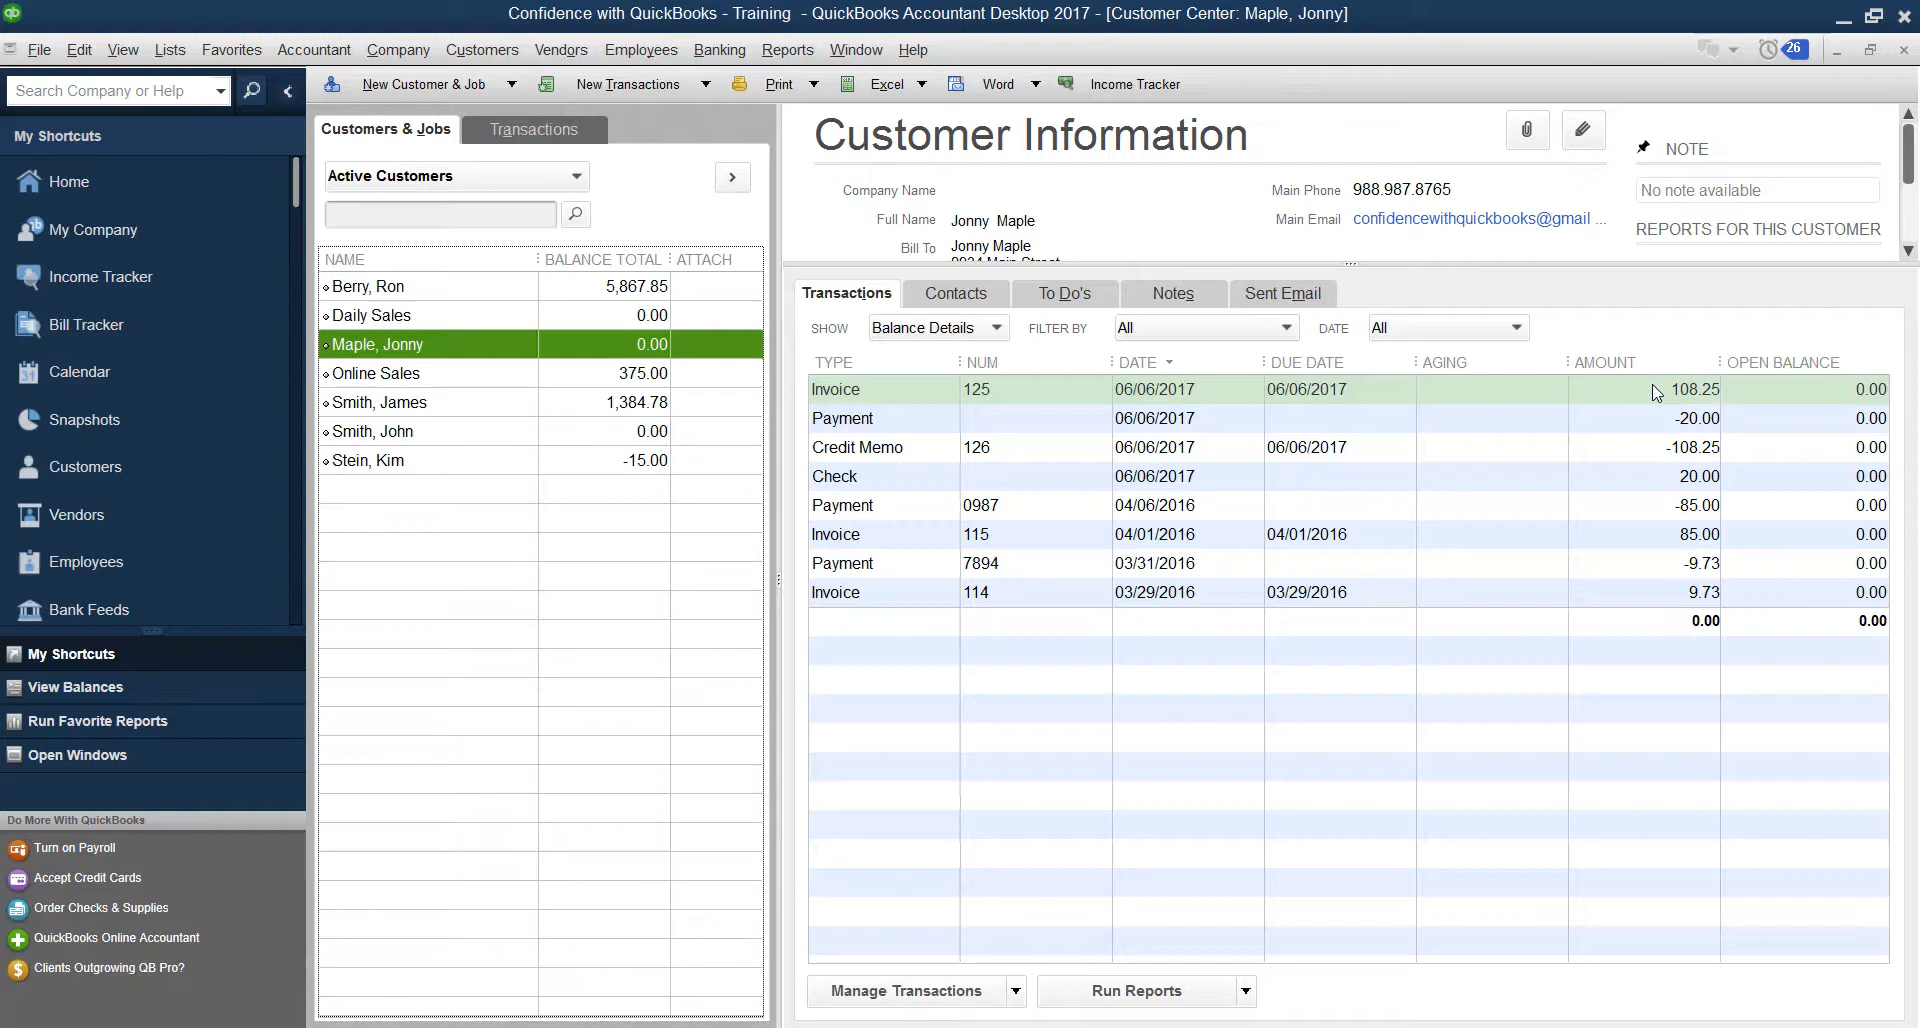 Confidence with QuickBooks - Training - QuickBooks Accountant Desktop 2017 - [Customer Center: Maple, Jonny]
File Edit View Lists Favorites Accountant Company Customers Vendors Employees Banking Reports Window Help 26
Search Company or Help
My Shortcuts
Home
My Company
Income Tracker
Bill Tracker
Calendar
Snapshots
Customers
Vendors
Employees
Bank Feeds
My Shortcuts
View Balances
Run Favorite Reports
Open Windows
Do More With QuickBooks
Turn on Payroll
Accept Credit Cards
Order Checks & Supplies
QuickBooks Online Accountant
Clients Outgrowing QB Pro?
New Customer & Job New Transactions Print Excel Word Income Tracker
Customers & Jobs Transactions
Active Customers
NAME BALANCE TOTAL ATTACH
Berry, Ron 5,867.85
Daily Sales 0.00
Maple, Jonny 0.00
Online Sales 375.00
Smith, James 1,384.78
Smith, John 0.00
Stein, Kim -15.00
Customer Information
Company Name
Full Name Jonny Maple
Bill To Jonny Maple
Main Street
Main Phone 988.987.8765
Main Email confidencewithquickbooks@gmail ...
NOTE
No note available
REPORTS FOR THIS CUSTOMER
Transactions Contacts To Do's Notes Sent Email
SHOW Balance Details FILTER BY All DATE All
TYPE NUM DATE DUE DATE AGING AMOUNT OPEN BALANCE
Invoice 125 06/06/2017 06/06/2017 108.25 0.00
Payment 06/06/2017 -20.00 0.00
Credit Memo 126 06/06/2017 06/06/2017 -108.25 0.00
Check 06/06/2017 20.00 0.00
Payment 0987 04/06/2016 -85.00 0.00
Invoice 115 04/01/2016 04/01/2016 85.00 0.00
Payment 7894 03/31/2016 -9.73 0.00
Invoice 114 03/29/2016 03/29/2016 9.73 0.00
0.00 0.00
Manage Transactions Run Reports